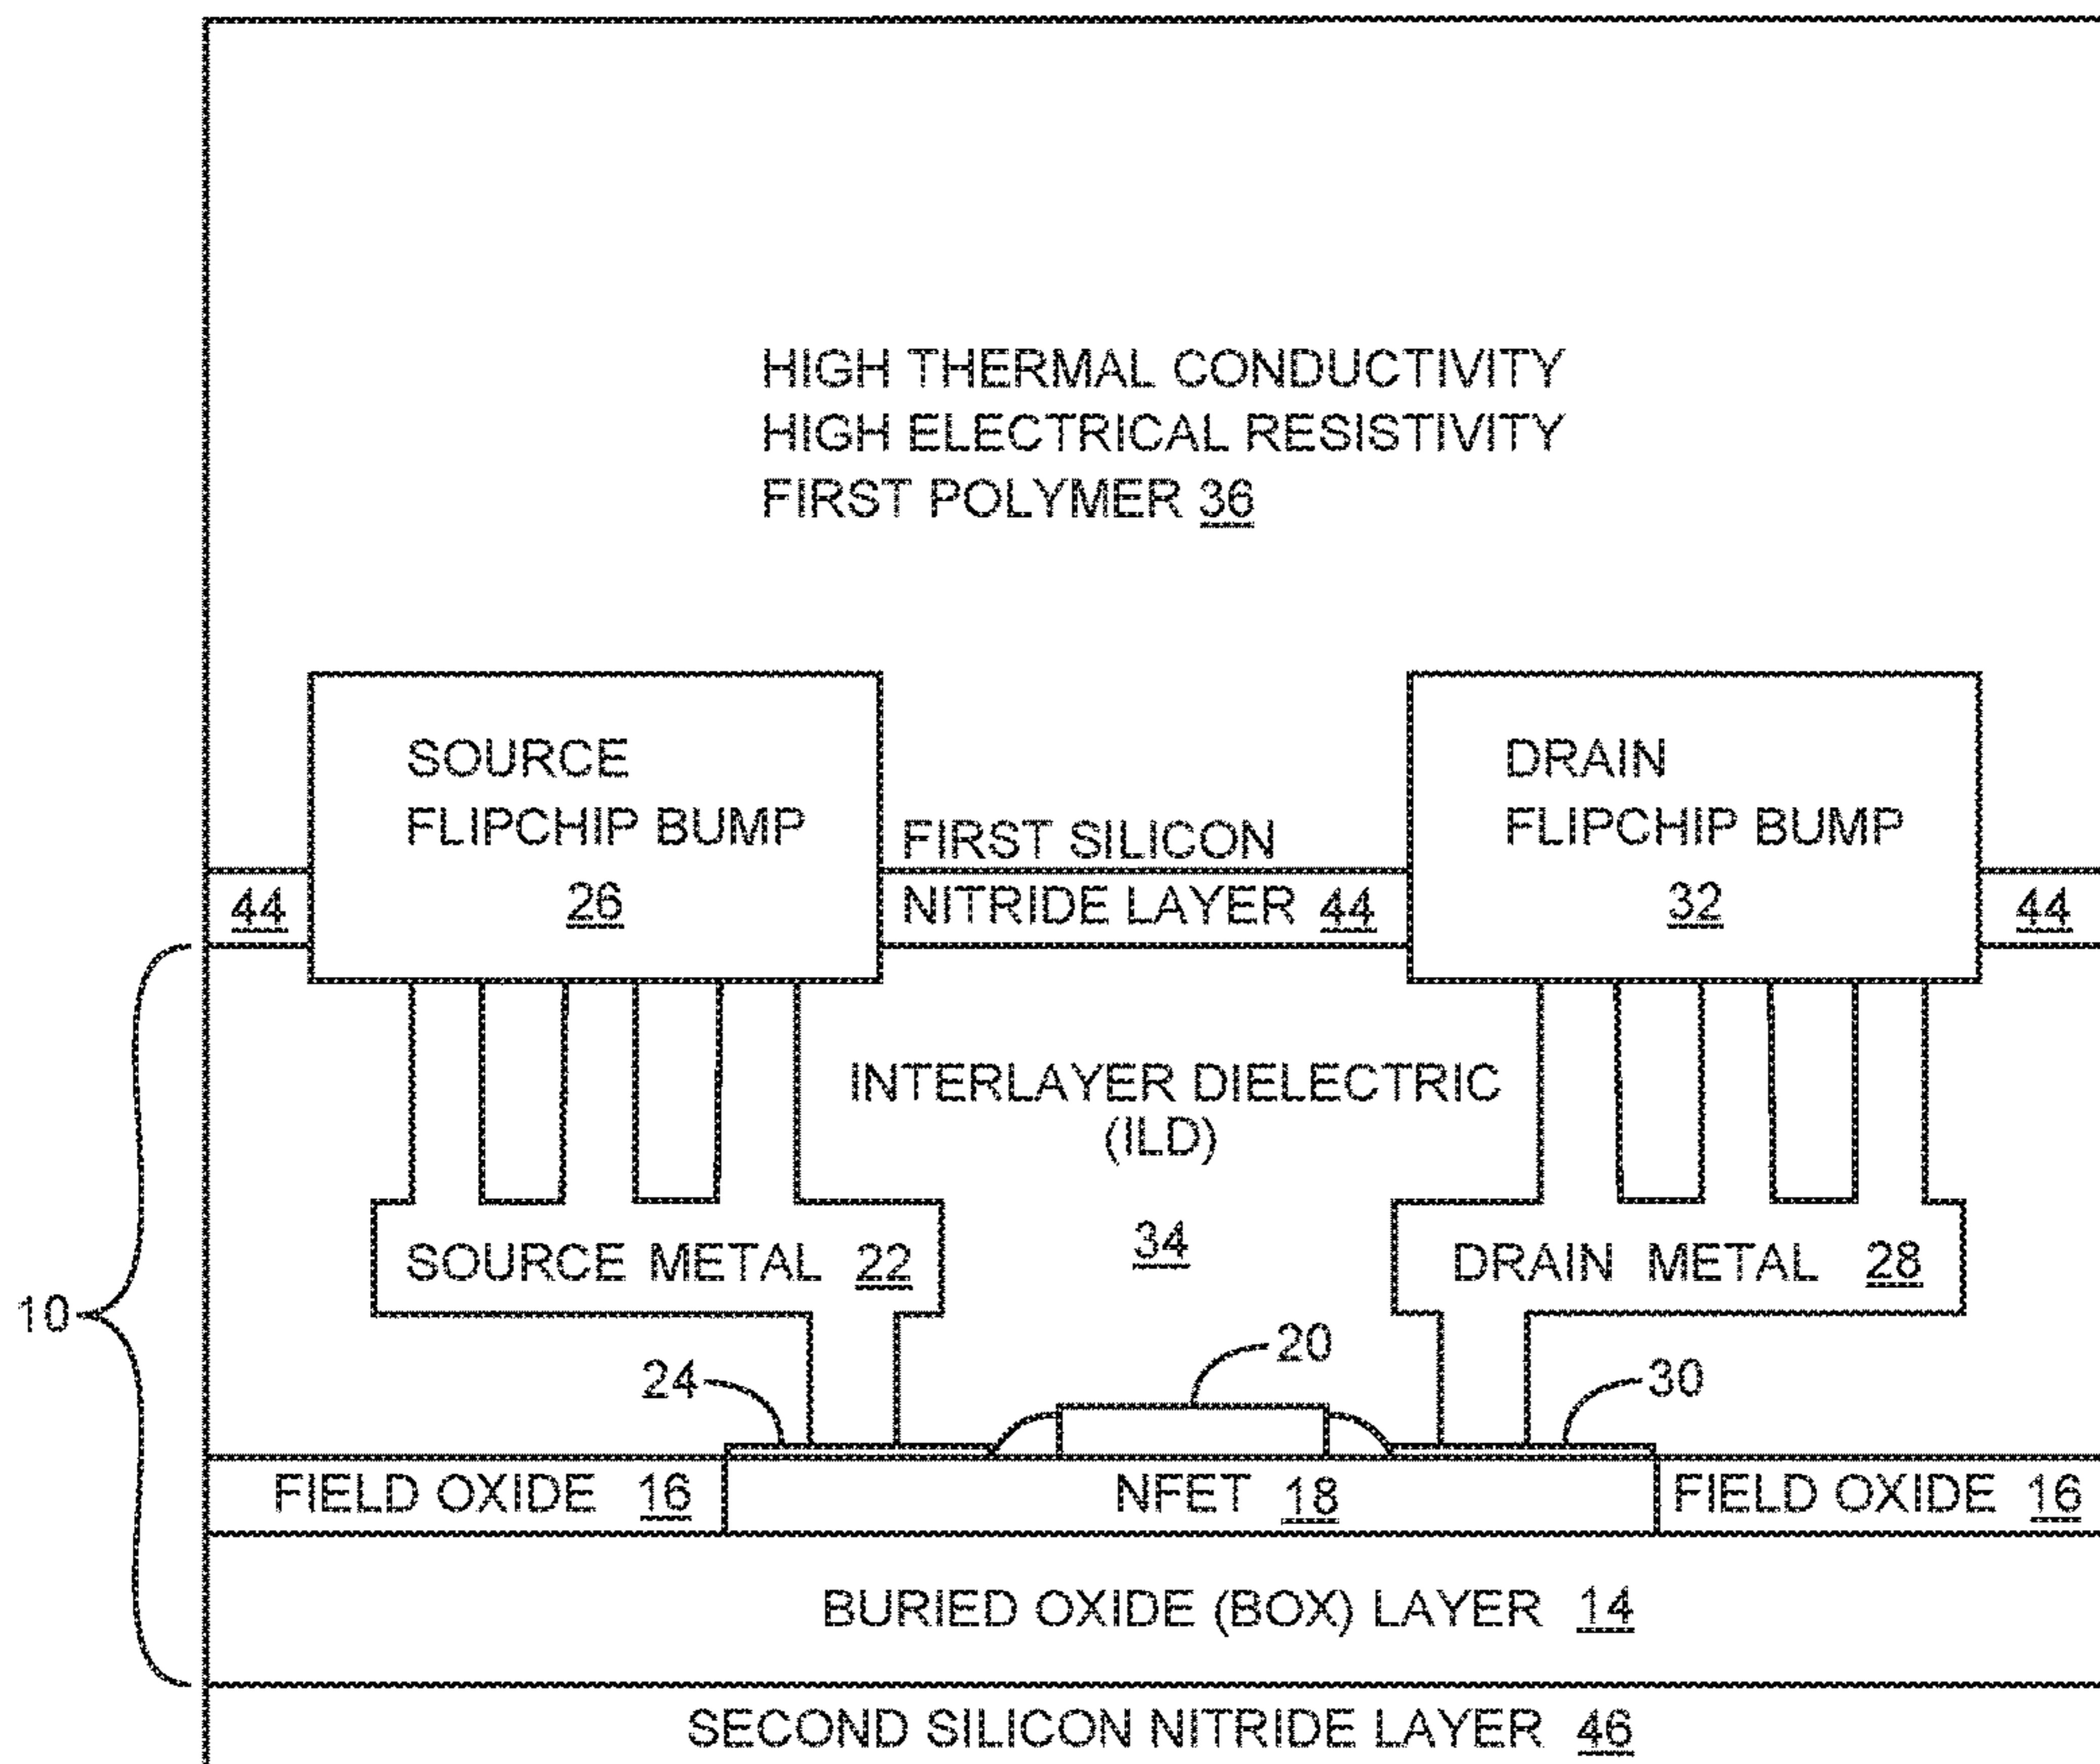 HIGH THERMAL CONDUCTIVITY
HIGH ELECTRICAL RESISTIVITY
FIRST POLYMER 36
SOURCE
FLIPCHIP BUMP
26
FIRST SILICON
NITRIDE LAYER 44
DRAIN
FLIPCHIP BUMP
32
44
44
10
INTERLAYER DIELECTRIC
(ILD)
34
SOURCE METAL 22
DRAIN METAL 28
24
20
30
FIELD OXIDE 16
NFET 18
FIELD OXIDE 16
BURIED OXIDE (BOX) LAYER 14
SECOND SILICON NITRIDE LAYER 46